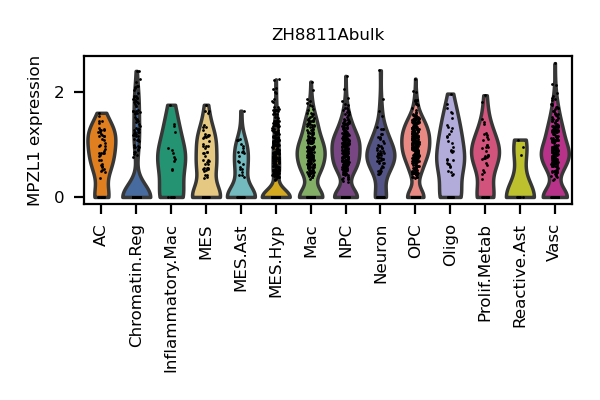 ZH8811Abulk
MPZL1 expression
2
0
AC
Chromatin.Reg
Inflammatory.Mac
MES
MES.Ast
MES.Hyp
Mac
NPC
Neuron
OPC
Oligo
Prolif.Metab
Reactive.Ast
Vasc